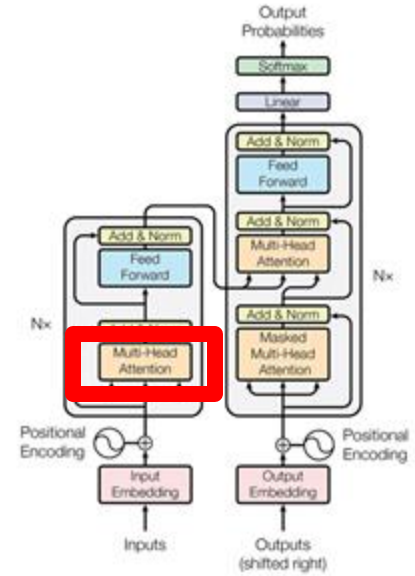 Output
Probabilities
Softmax
Linear
Add & Norm
Feed
Forward
Add & Norm
Multi-Head
Attention
Add & Norm
Masked
Multi-Head
Attention
Nx
Add & Norm
Feed
Forward
Nx
Multi-Head
Attention
Positional
Encoding
Positional
Encoding
Input
Embedding
Output
Embedding
Inputs
Outputs
(shifted right)